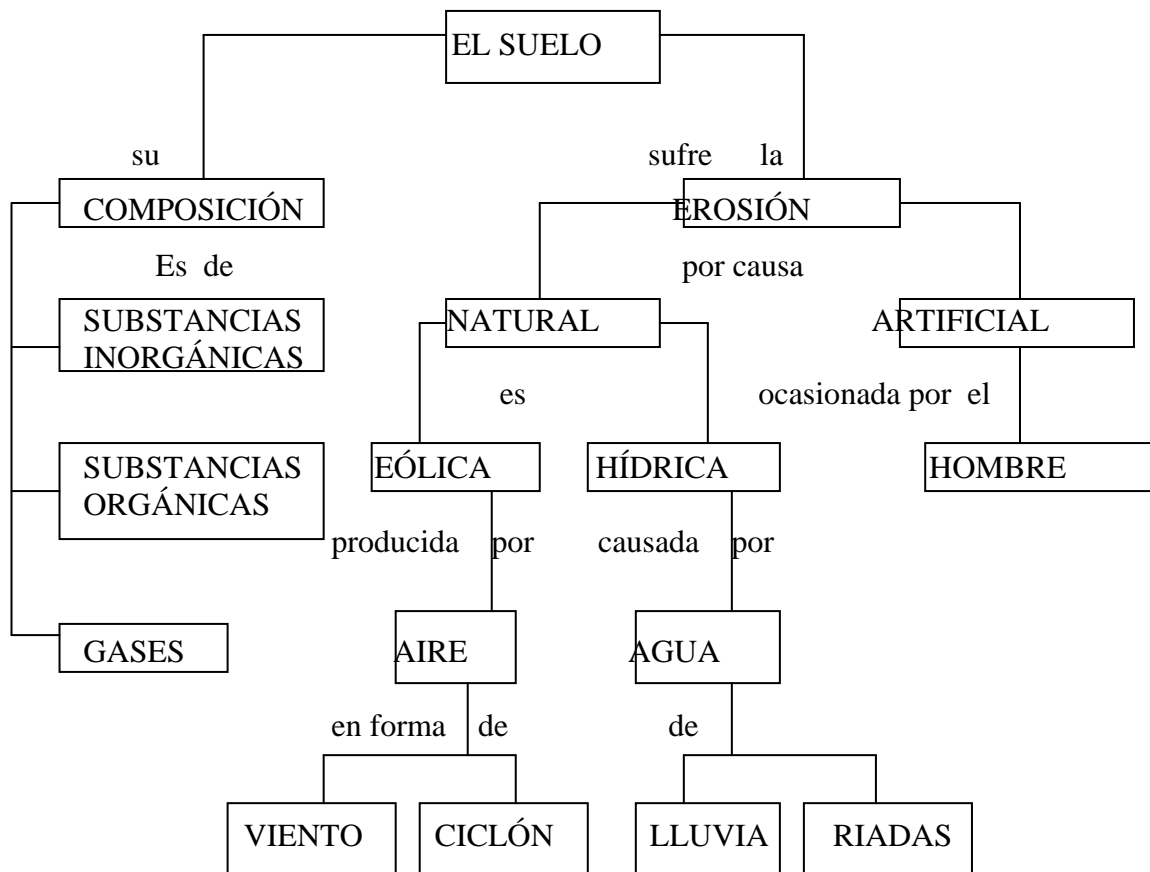 EL SUELO
su sufre la
COMPOSICIÓN EROSIÓN
Es de por causa
SUBSTANCIAS
INORGÁNICAS
NATURAL ARTIFICIAL
es ocasionada por el
SUBSTANCIAS
ORGÁNICAS
EÓLICA HÍDRICA HOMBRE
producida por causada por
GASES AIRE AGUA
en forma de de
VIENTO CICLÓN LLUVIA RIADAS